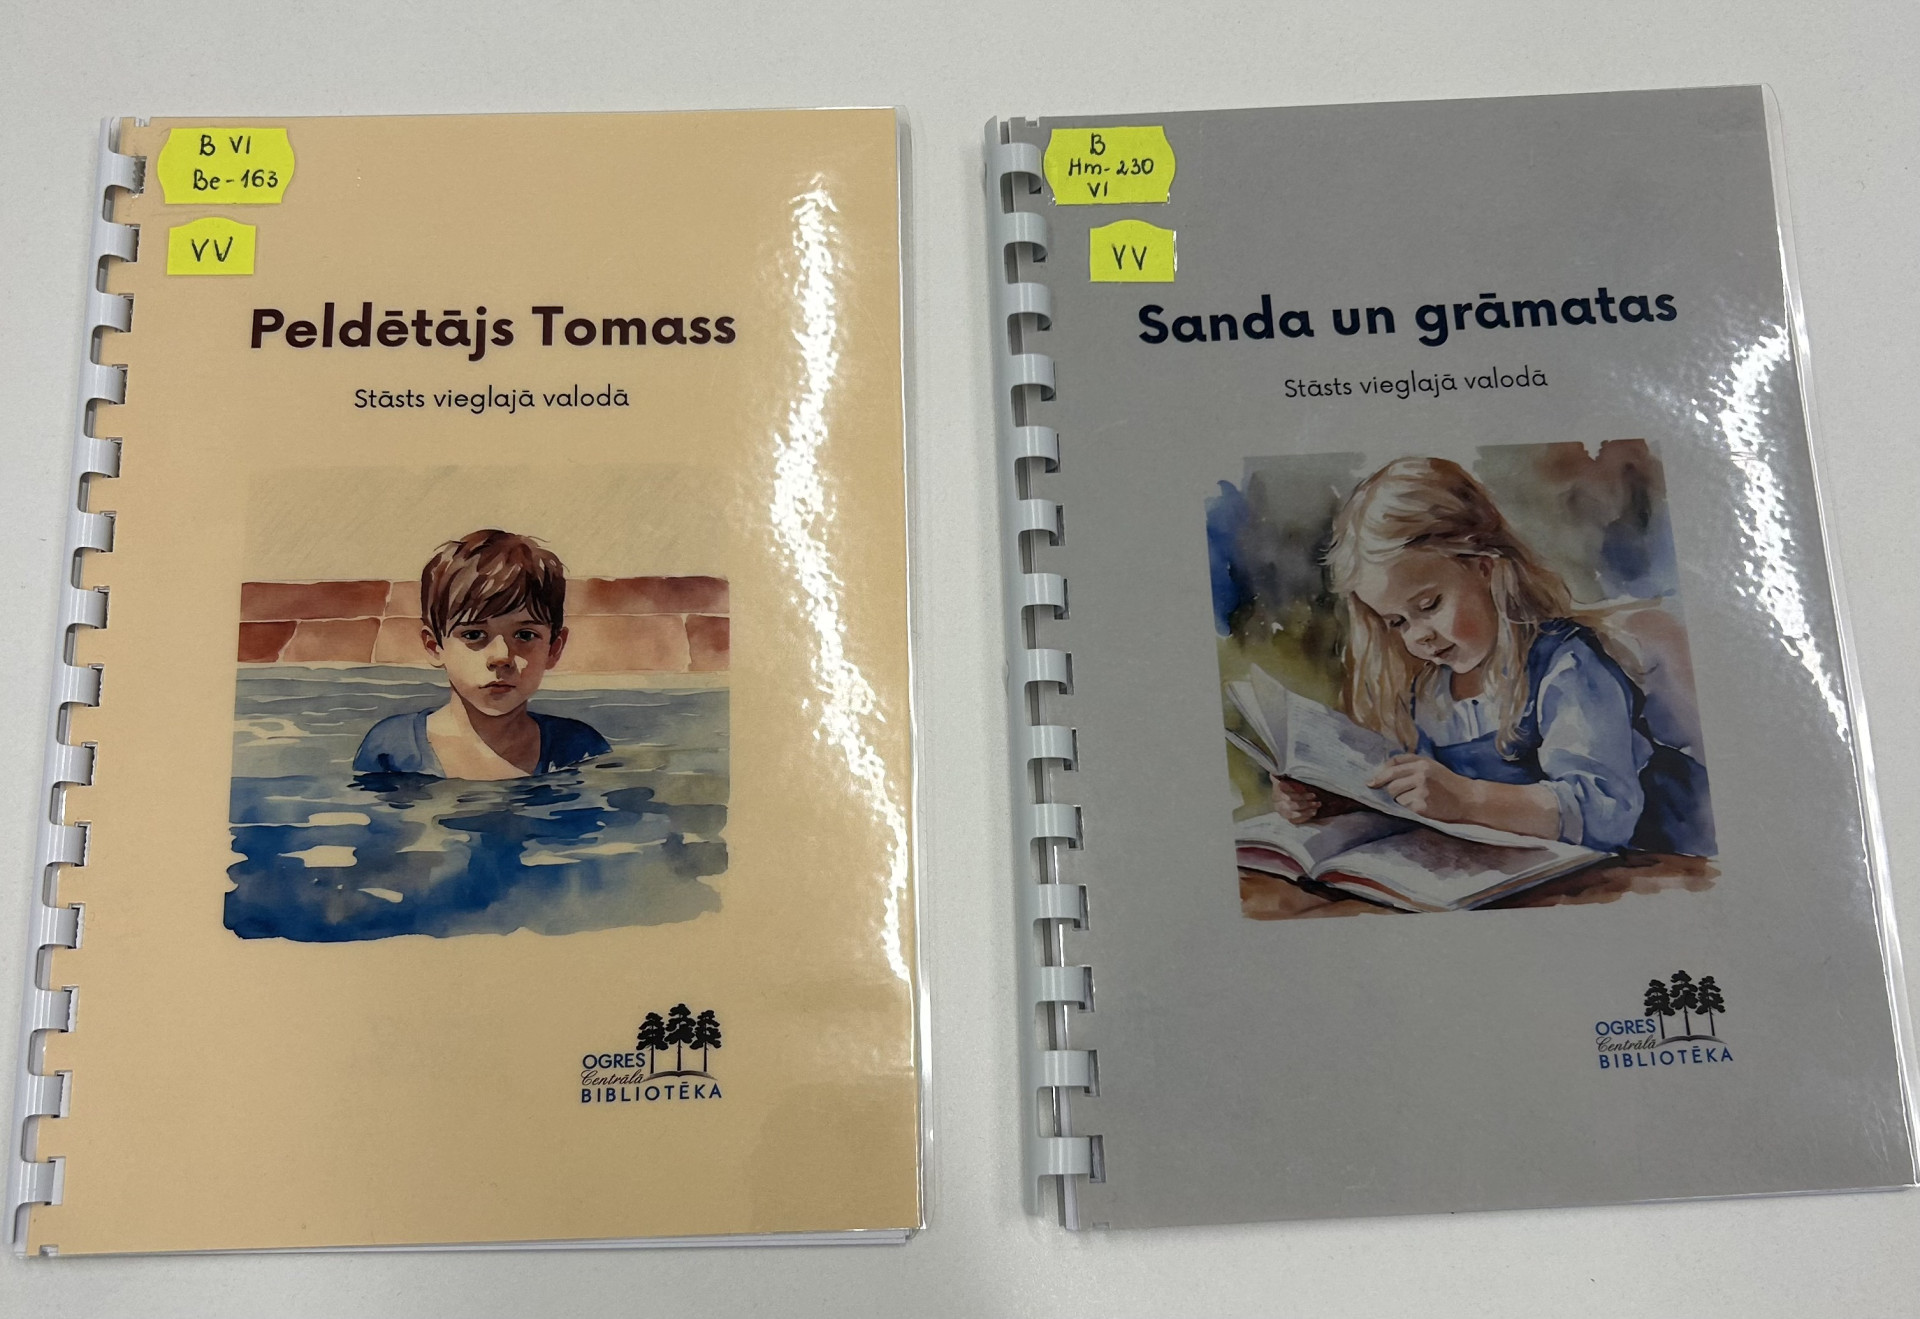 B VI
Be-163
VV
Peldētājs Tomass
Stāsts vieglajā valodā
OGRES
Centrālā
BIBLIOTĒKA
B
Hm-230
VI
VV
Sanda un grāmatas
Stāsts vieglajā valodā
OGRES
Centrālā
BIBLIOTĒKA